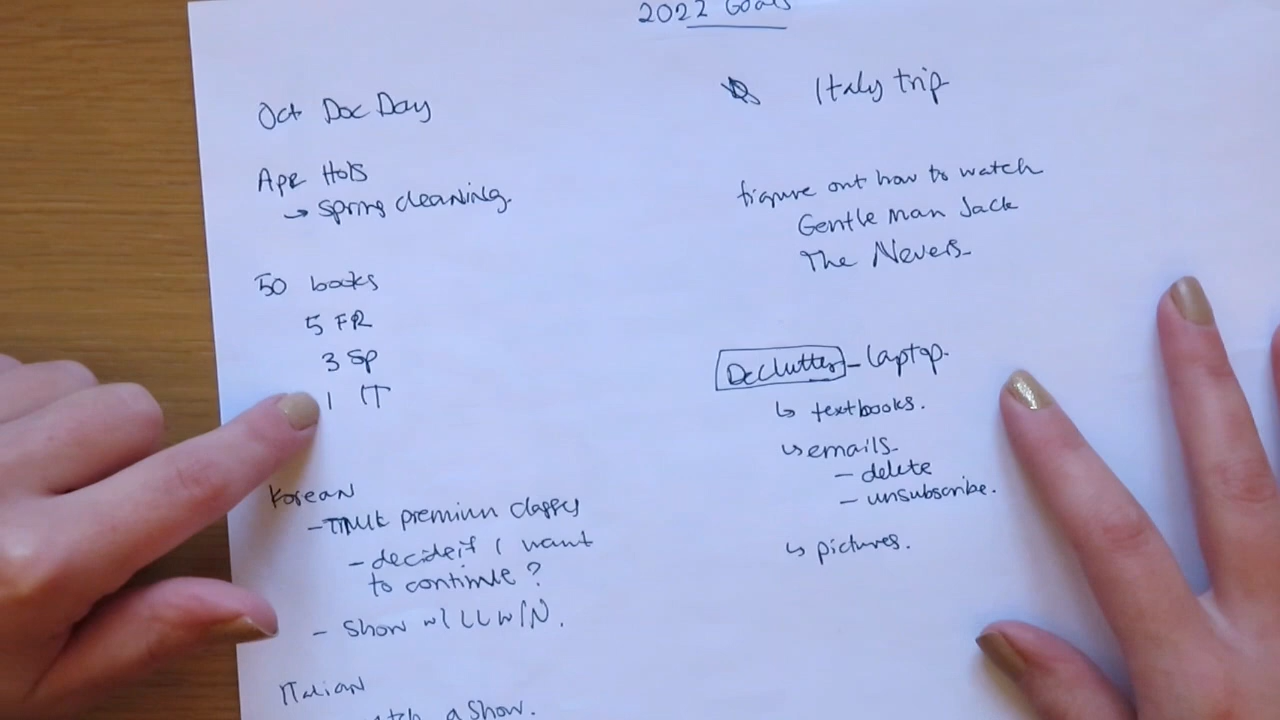 2022 Goals
Oct Doc Day
Apr Hols
→ spring cleaning.
50 books
5 FR
3 Sp
1 IT
Korean
- TTMIK premium classes
- decide if I want
to continue?
- Show w/ LL w/N.
Italian
a show.
Italy trip
figure out how to watch
Gentleman Jack
The Nevers
Declutter - laptop.
↳ textbooks.
↳ emails
- delete
- unsubscribe.
↳ pictures.